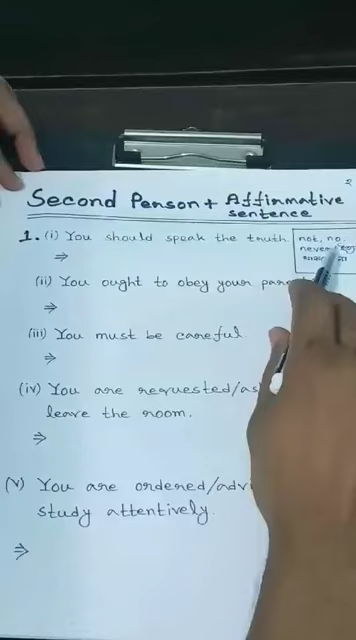 Second Person + Affirmative
sentence
1. (i) You should speak the truth.
⇒
not, no.
never
(ii) You ought to obey your
⇒
(iii) You must be careful
⇒
(iv) You are requested/
leave the room.
⇒
(v) You are ordered/
study attentively.
⇒